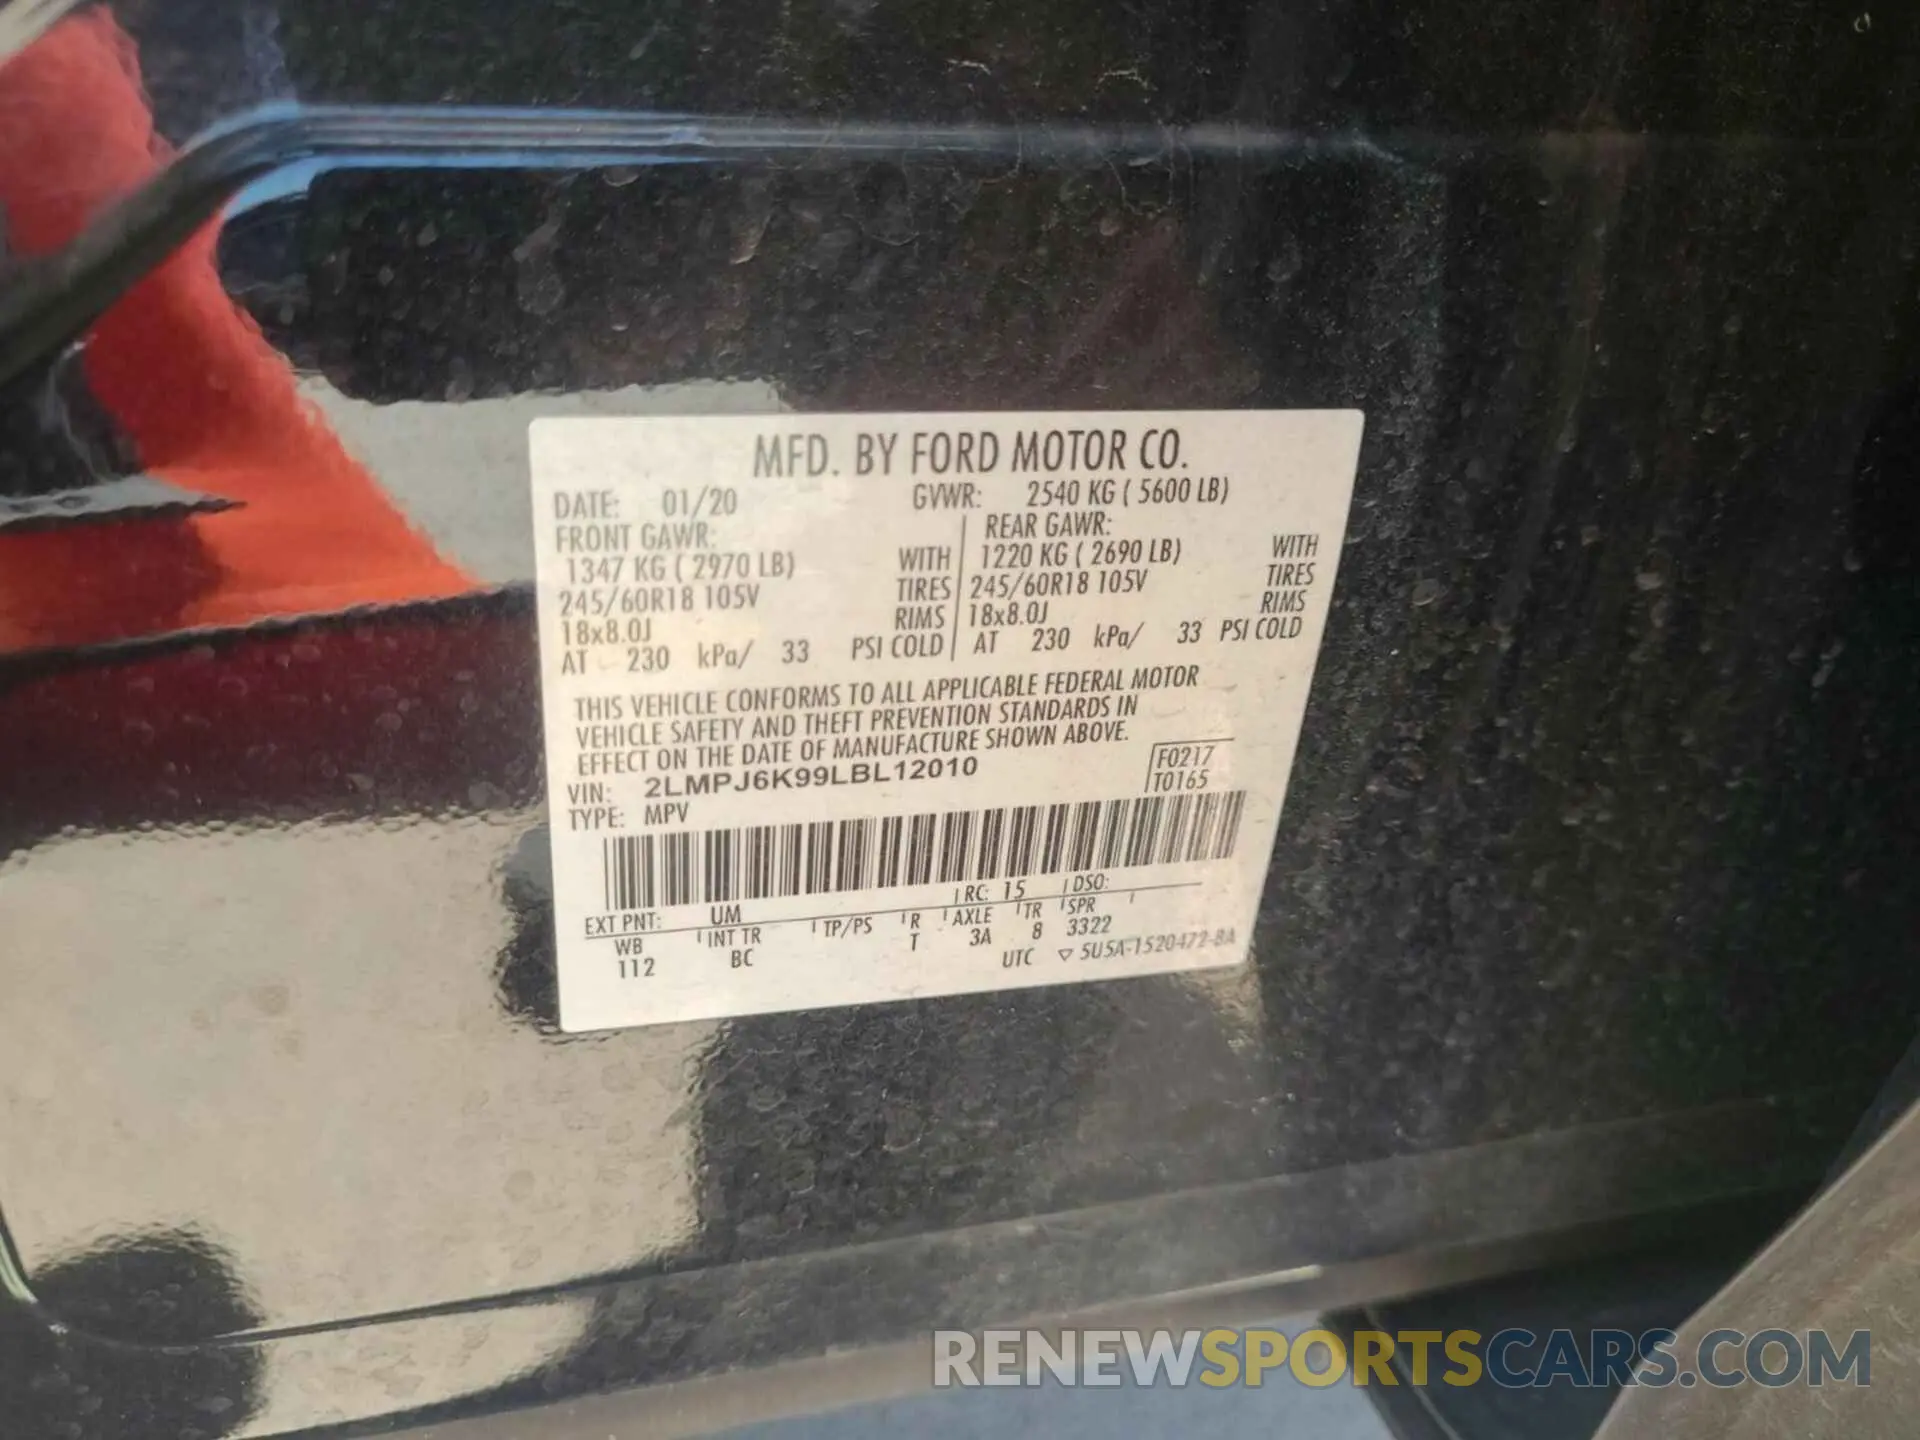 MFD. BY FORD MOTOR CO.
DATE: 01/20 GVWR: 2540 KG ( 5600 LB)
FRONT GAWR: REAR GAWR:
1347 KG ( 2970 LB) WITH 1220 KG ( 2690 LB) WITH
245/60R18 105V TIRES 245/60R18 105V TIRES
18x8.0J RIMS 18x8.0J RIMS
AT 230 kPa/ 33 PSI COLD AT 230 kPa/ 33 PSI COLD
THIS VEHICLE CONFORMS TO ALL APPLICABLE FEDERAL MOTOR
VEHICLE SAFETY AND THEFT PREVENTION STANDARDS IN
EFFECT ON THE DATE OF MANUFACTURE SHOWN ABOVE.
VIN: 2LMPJ6K99LBL12010 F0217
TYPE: MPV T0165
EXT PNT: UM RC: 15 DSO:
WB INT TR TP/PS R AXLE TR SPR
112 BC T 3A 8 3322
UTC ▽ 5U5A-1520472-BA
RENEWSPORTSCARS.COM